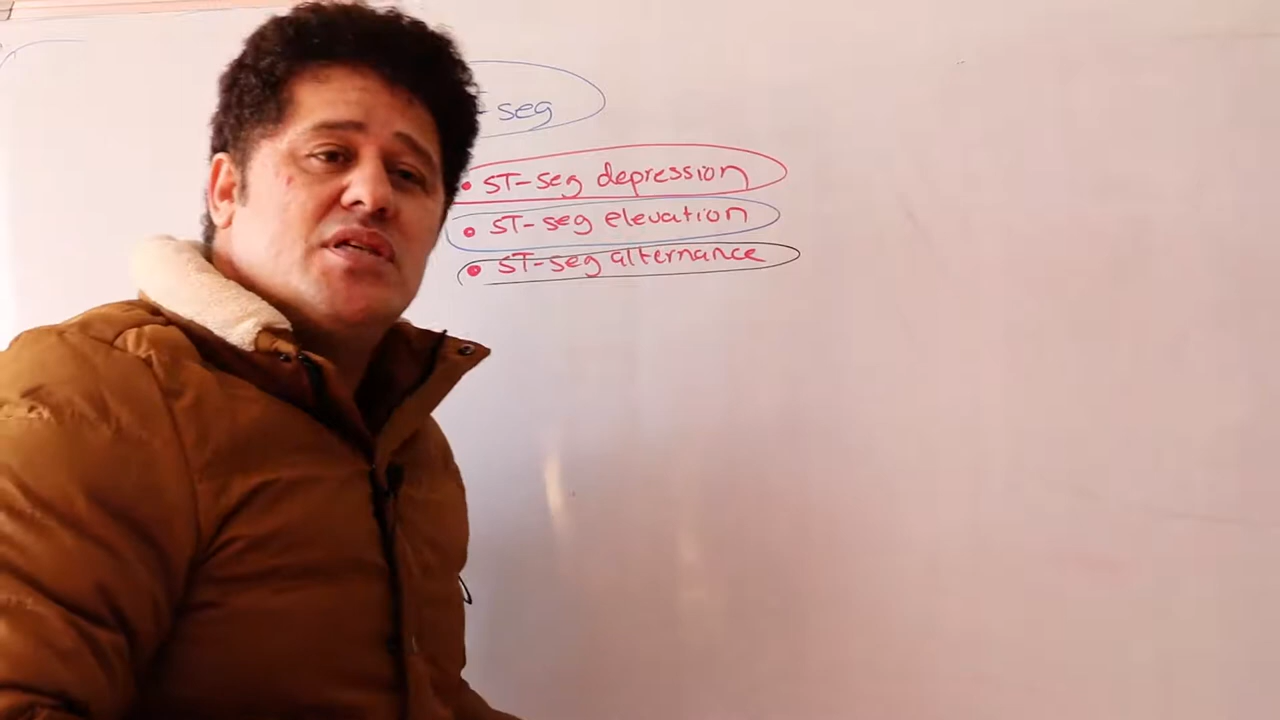 seg
• ST-seg depression
• ST-seg elevation
• ST-seg alternance